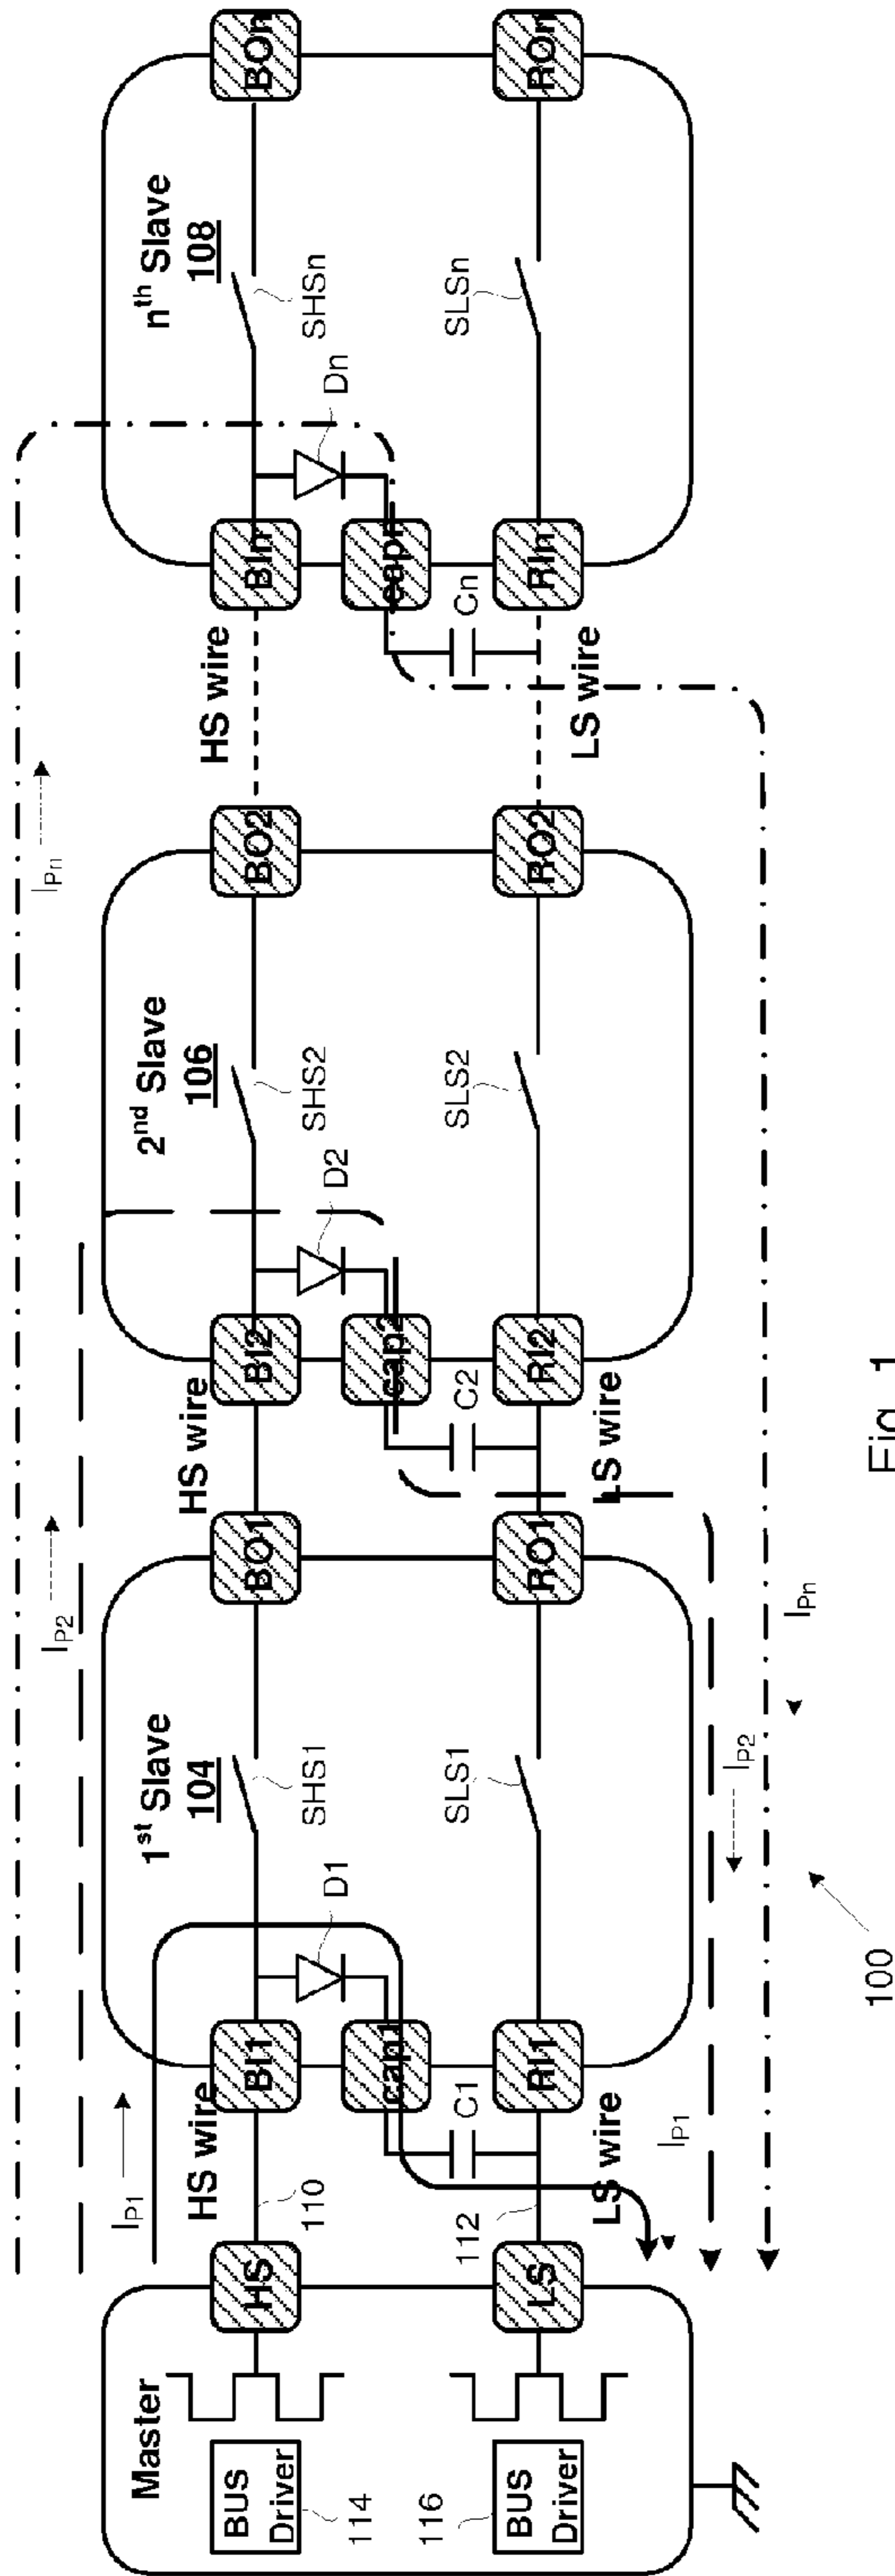 I_Pn
I_P2
I_P1
Master
BUS
Driver
114
BUS
Driver
116
HS
LS
HS wire
110
112
LS wire
BI1
cap1
RI1
C1
D1
1st Slave
104
SHS1
SLS1
BO1
RO1
HS wire
LS wire
BI2
cap2
RI2
C2
D2
2nd Slave
106
SHS2
SLS2
BO2
RO2
HS wire
LS wire
BIn
RIn
Cn
Dn
nth Slave
108
SHSn
SLSn
BOn
ROn
I_P1
I_P2
I_Pn
100
Fig. 1